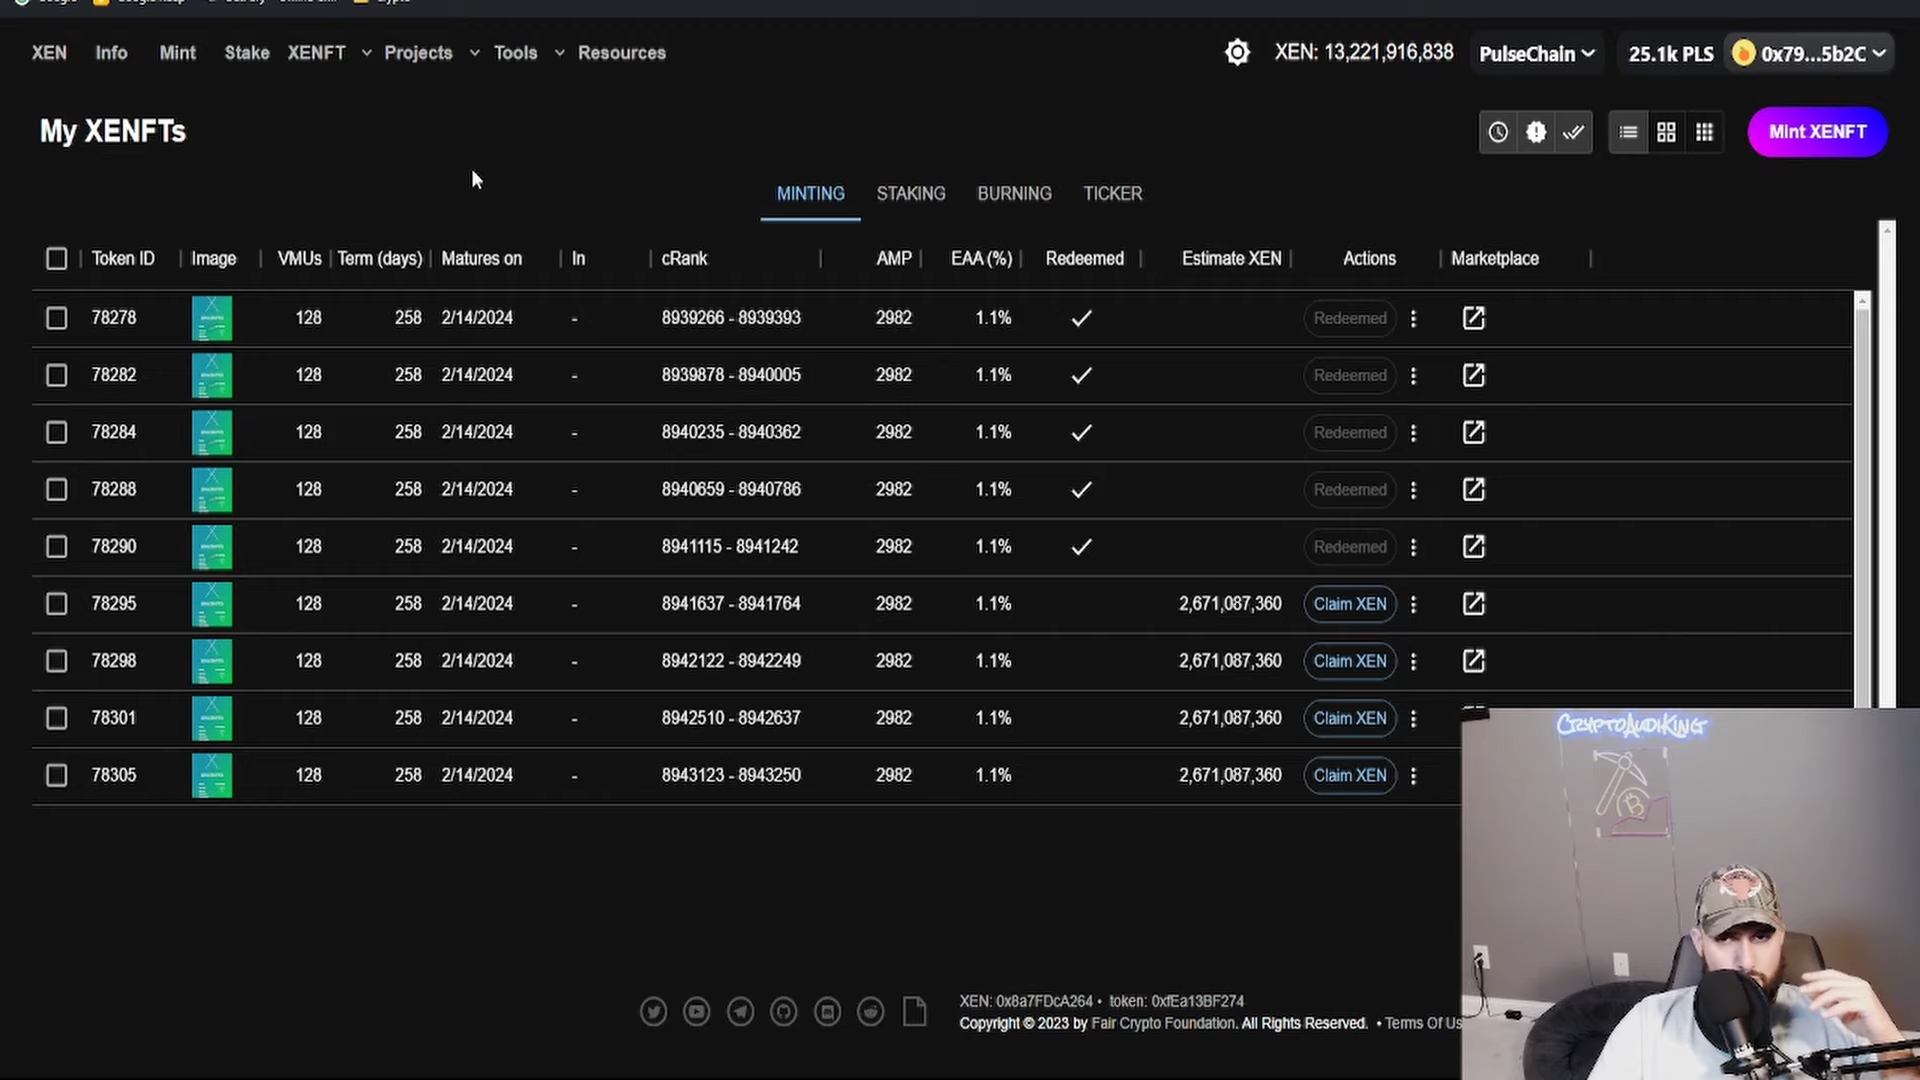 XEN Info Mint Stake XENFT Projects Tools Resources XEN: 13,221,916,838 PulseChain 25.1k PLS 0x79...5b2C
My XENFTs Mint XENFT
MINTING STAKING BURNING TICKER
Token ID Image VMUs Term (days) Matures on In cRank AMP EAA (%) Redeemed Estimate XEN Actions Marketplace
78278 128 258 2/14/2024 - 8939266 - 8939393 2982 1.1% Redeemed
78282 128 258 2/14/2024 - 8939878 - 8940005 2982 1.1% Redeemed
78284 128 258 2/14/2024 - 8940235 - 8940362 2982 1.1% Redeemed
78288 128 258 2/14/2024 - 8940659 - 8940786 2982 1.1% Redeemed
78290 128 258 2/14/2024 - 8941115 - 8941242 2982 1.1% Redeemed
78295 128 258 2/14/2024 - 8941637 - 8941764 2982 1.1% 2,671,087,360 Claim XEN
78298 128 258 2/14/2024 - 8942122 - 8942249 2982 1.1% 2,671,087,360 Claim XEN
78301 128 258 2/14/2024 - 8942510 - 8942637 2982 1.1% 2,671,087,360 Claim XEN
78305 128 258 2/14/2024 - 8943123 - 8943250 2982 1.1% 2,671,087,360 Claim XEN
CRYPTOAUDIKING
XEN: 0x8a7FDcA264 • token: 0xfEa13BF274
Copyright © 2023 by Fair Crypto Foundation. All Rights Reserved. • Terms Of Us